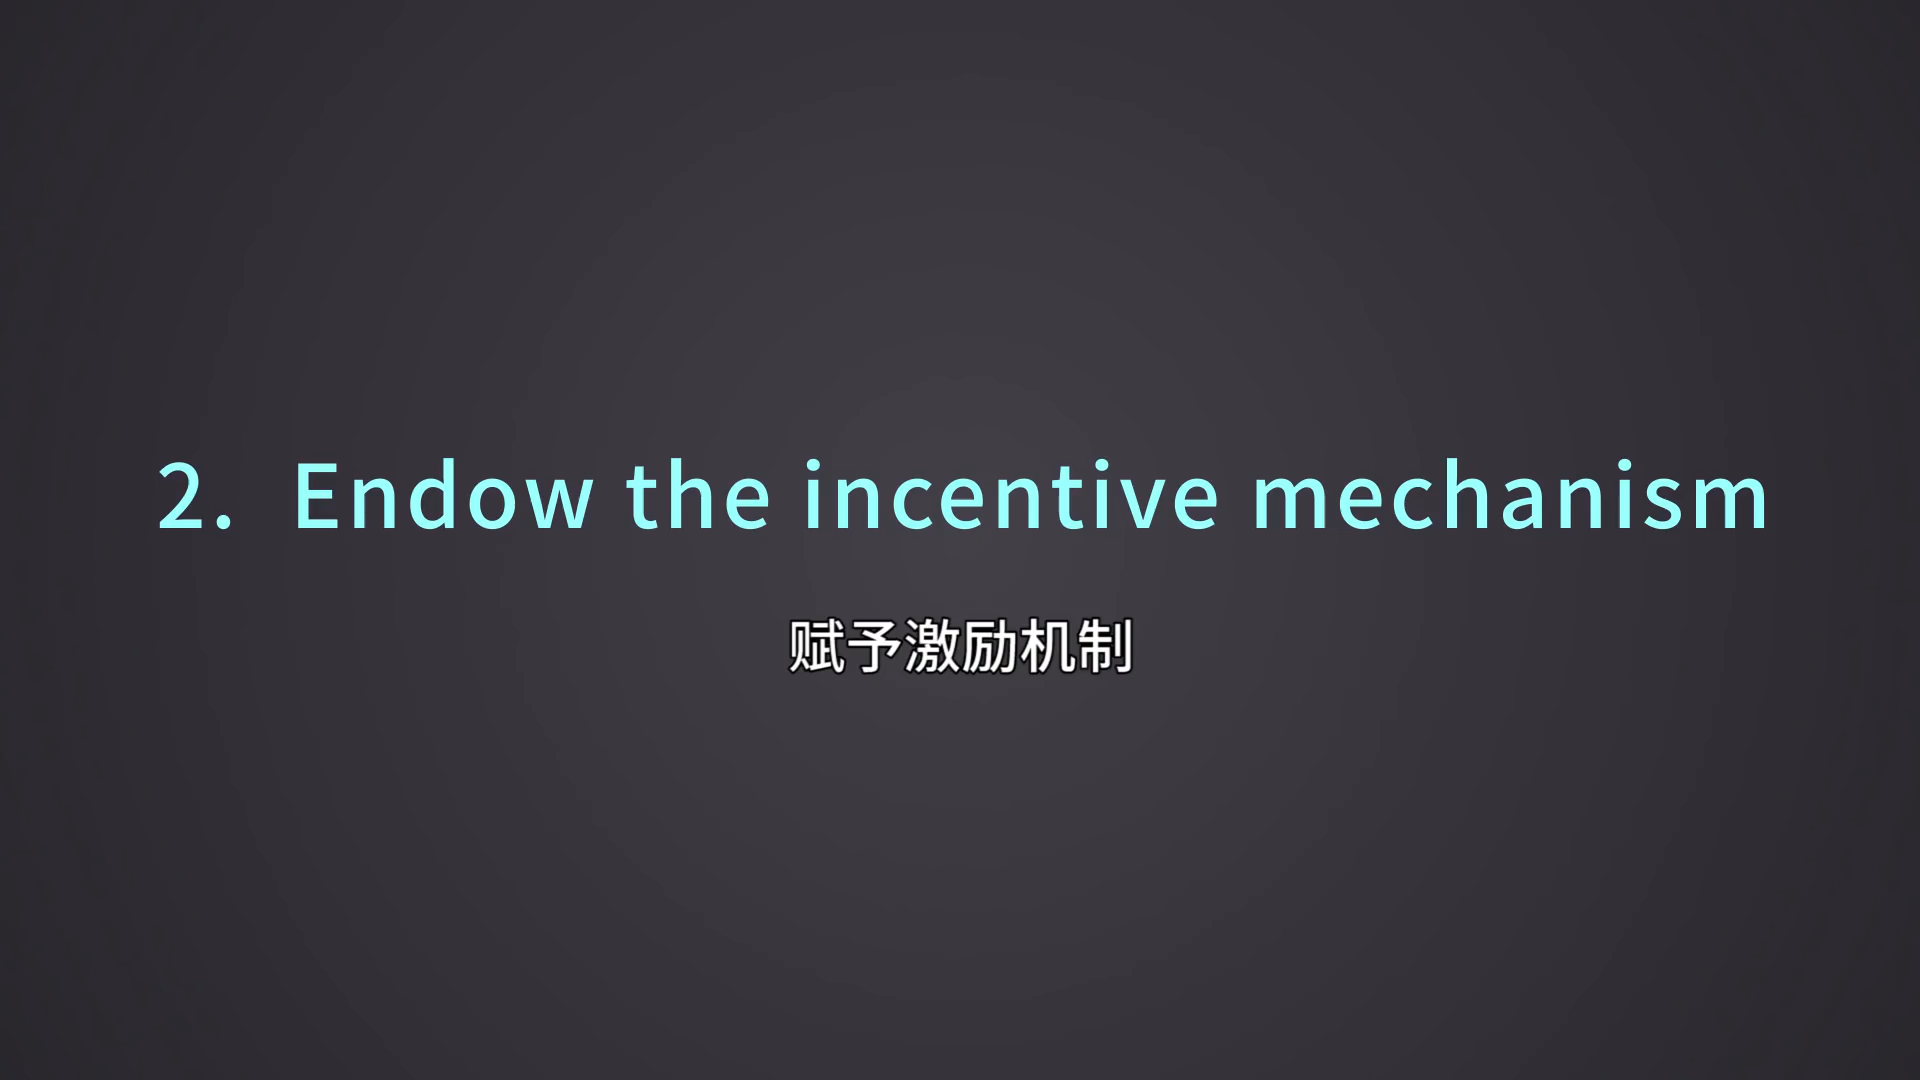 2. Endow the incentive mechanism
赋予激励机制